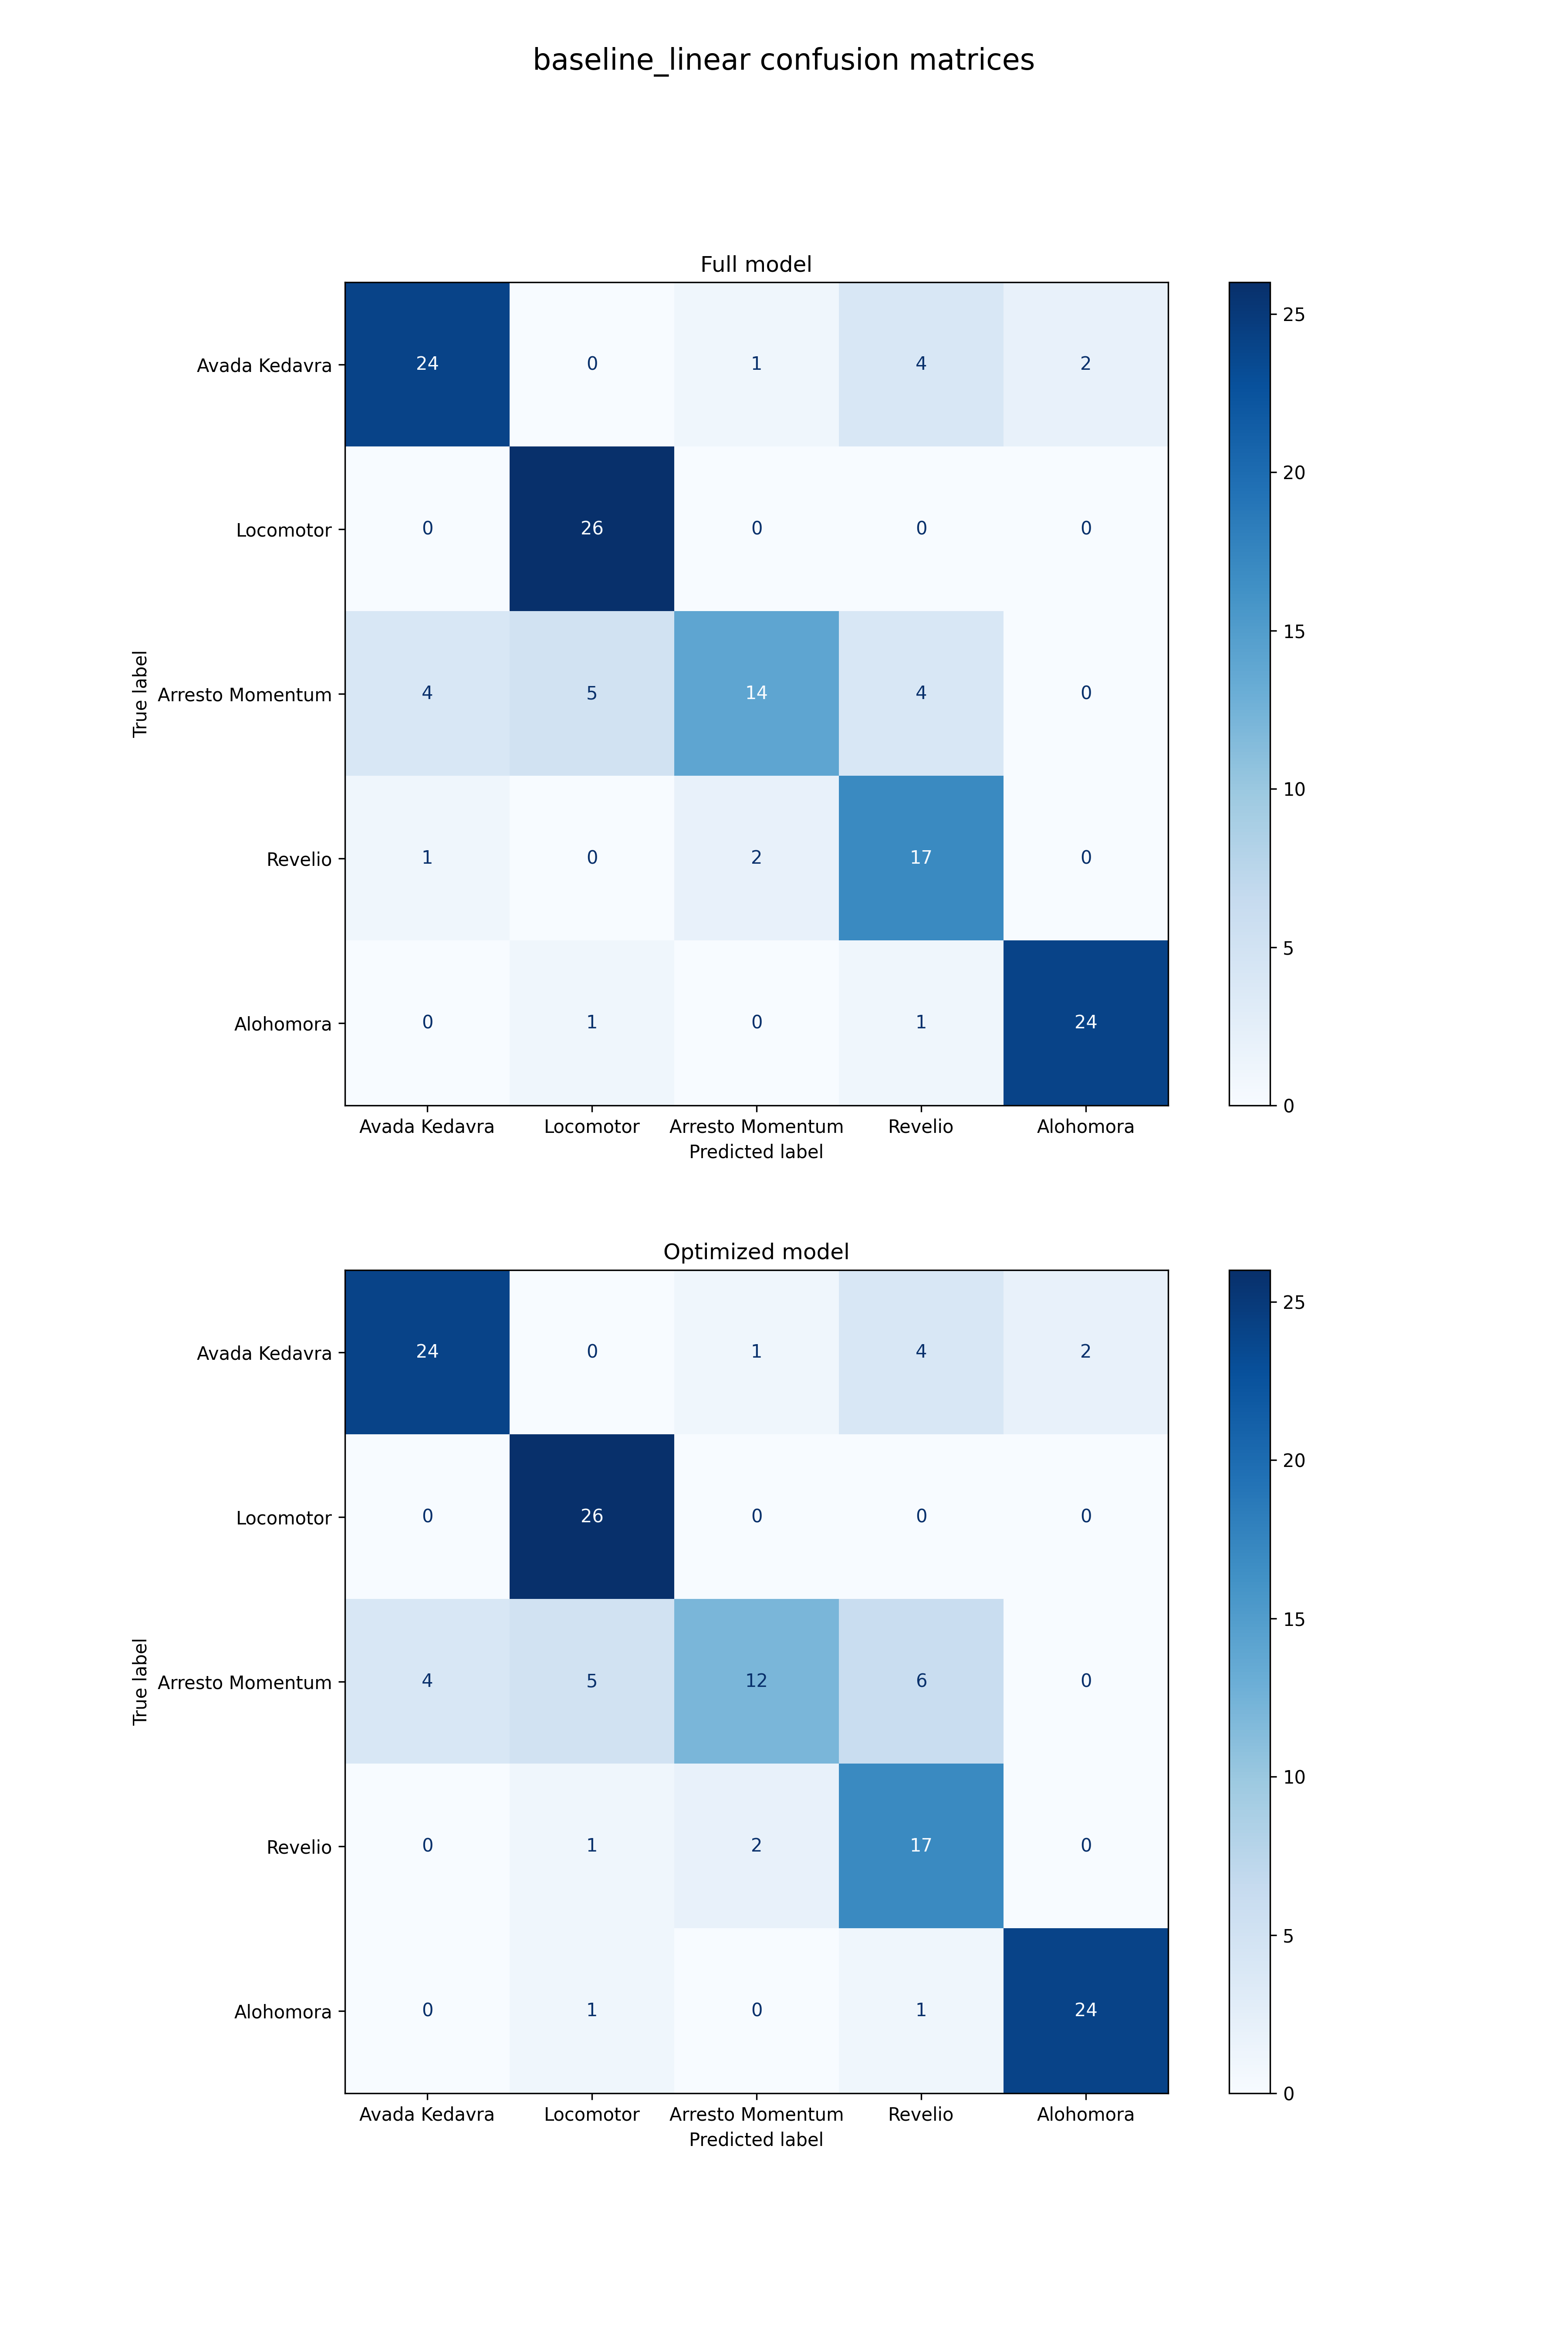 baseline_linear confusion matrices
Full model
25
Avada Kedavra 24 0 1 4 2
20
Locomotor 0 26 0 0 0
15
True label
Arresto Momentum 4 5 14 4 0
10
Revelio 1 0 2 17 0
5
Alohomora 0 1 0 1 24
0
Avada Kedavra Locomotor Arresto Momentum Revelio Alohomora
Predicted label
Optimized model
25
Avada Kedavra 24 0 1 4 2
20
Locomotor 0 26 0 0 0
15
True label
Arresto Momentum 4 5 12 6 0
10
Revelio 0 1 2 17 0
5
Alohomora 0 1 0 1 24
0
Avada Kedavra Locomotor Arresto Momentum Revelio Alohomora
Predicted label